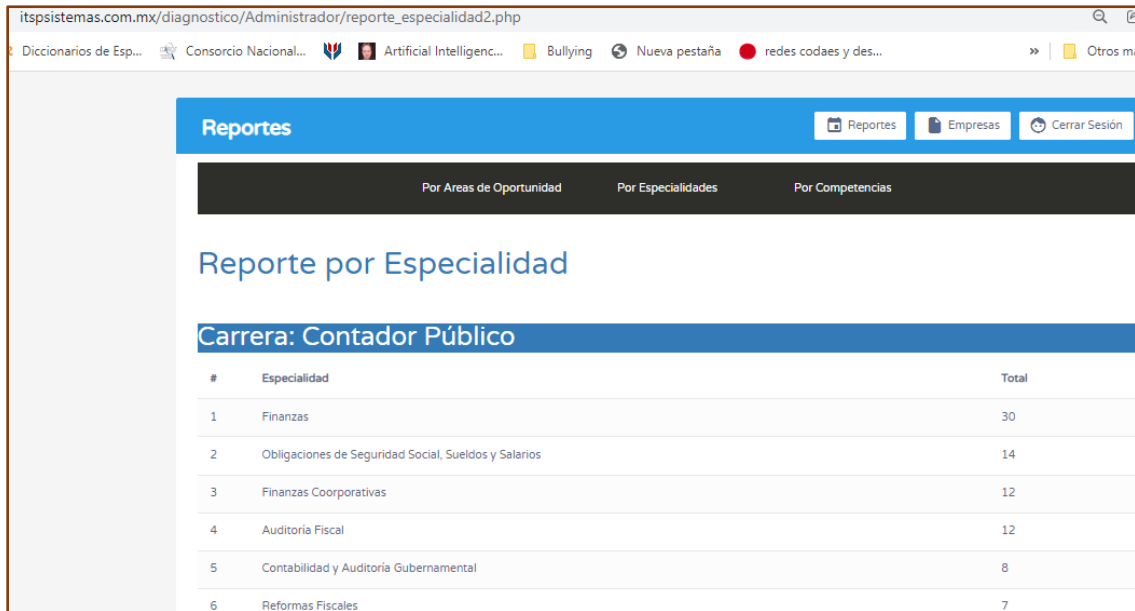 itspsistemas.com.mx/diagnostico/Administrador/reporte_especialidad2.php
Diccionarios de Esp... Consorcio Nacional... Artificial Intelligenc... Bullying Nueva pestaña redes codaes y des... » Otros
Reportes Reportes Empresas Cerrar Sesión
Por Areas de Oportunidad Por Especialidades Por Competencias
Reporte por Especialidad
Carrera: Contador Público
# Especialidad Total
1 Finanzas 30
2 Obligaciones de Seguridad Social, Sueldos y Salarios 14
3 Finanzas Coorporativas 12
4 Auditoría Fiscal 12
5 Contabilidad y Auditoría Gubernamental 8
6 Reformas Fiscales 7